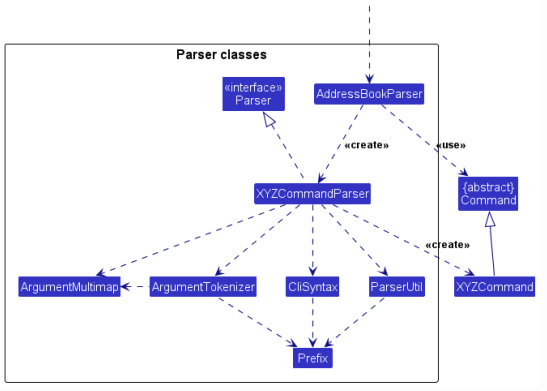 Parser classes
«interface»
Parser
AddressBookParser
«create»
«use»
XYZCommandParser
{abstract}
Command
«create»
ArgumentMultimap
ArgumentTokenizer
CliSyntax
ParserUtil
XYZCommand
Prefix